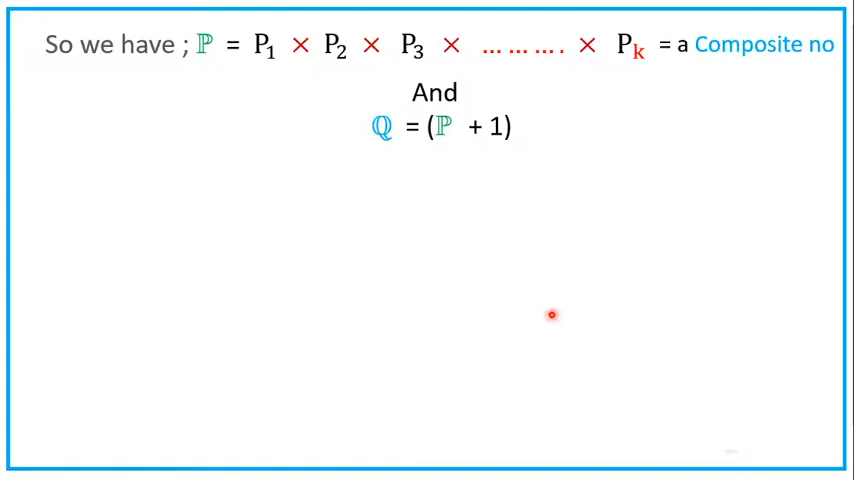 So we have ; ℙ = P₁ × P₂ × P₃ × ... ... ... . × Pₖ = a Composite no
And
ℚ = (ℙ + 1)